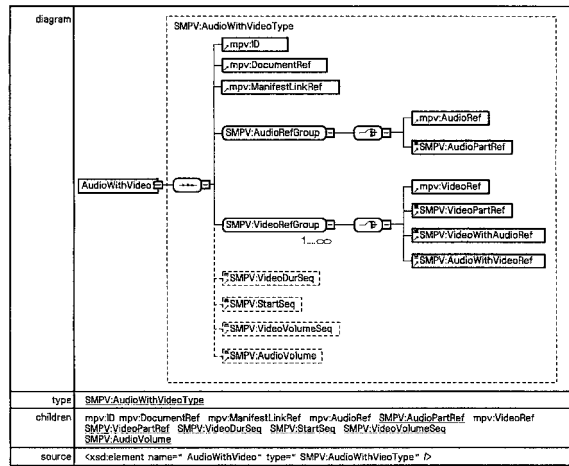 diagram
SMPV:AudioWithVideoType
mpv:ID
mpv:DocumentRef
mpv:ManifestLinkRef
mpv:AudioRef
SMPV:AudioRefGroup
SMPV:AudioPartRef
mpv:VideoRef
AudioWithVideo
SMPV:VideoPartRef
SMPV:VideoRefGroup
SMPV:VideoWithAudioRef
1...∞
SMPV:AudioWithVideoRef
SMPV:VideoDurSeq
SMPV:StartSeq
SMPV:VideoVolumeSeq
SMPV:AudioVolume
type SMPV:AudioWithVideoType
children mpv:ID mpv:DocumentRef mpv:ManifestLinkRef mpv:AudioRef SMPV:AudioPartRef mpv:VideoRef
SMPV:VideoPartRef SMPV:VideoDurSeq SMPV:StartSeq SMPV:VideoVolumeSeq
SMPV:AudioVolume
source <xsd:element name=" AudioWithVideo" type=" SMPV:AudioWithVieoType" />